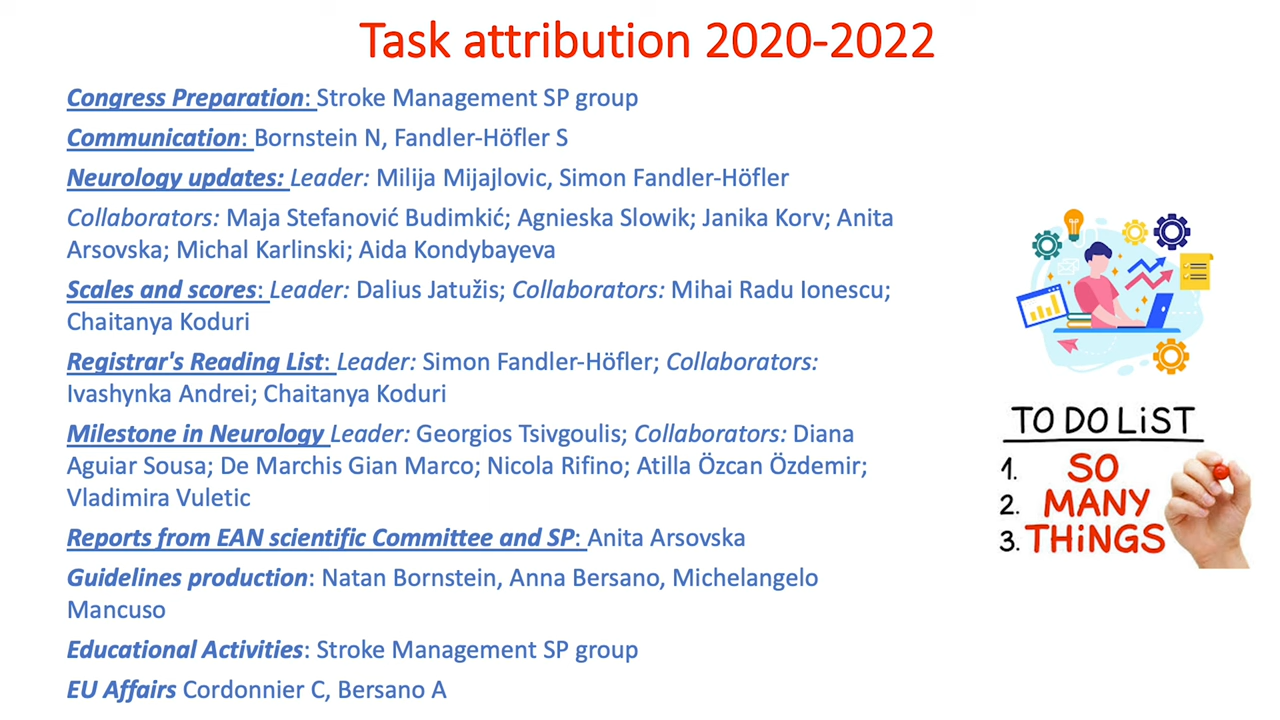 Task attribution 2020-2022
Congress Preparation: Stroke Management SP group
Communication: Bornstein N, Fandler-Höfler S
Neurology updates: Leader: Milija Mijajlovic, Simon Fandler-Höfler
Collaborators: Maja Stefanović Budimkić; Agnieska Slowik; Janika Korv; Anita
Arsovska; Michal Karlinski; Aida Kondybayeva
Scales and scores: Leader: Dalius Jatužis; Collaborators: Mihai Radu Ionescu;
Chaitanya Koduri
Registrar's Reading List: Leader: Simon Fandler-Höfler; Collaborators:
Ivashynka Andrei; Chaitanya Koduri
Milestone in Neurology Leader: Georgios Tsivgoulis; Collaborators: Diana
Aguiar Sousa; De Marchis Gian Marco; Nicola Rifino; Atilla Özcan Özdemir;
Vladimira Vuletic
Reports from EAN scientific Committee and SP: Anita Arsovska
Guidelines production: Natan Bornstein, Anna Bersano, Michelangelo
Mancuso
Educational Activities: Stroke Management SP group
EU Affairs Cordonnier C, Bersano A
TO DO LiST
1. SO
2. MANY
3. THiNGS